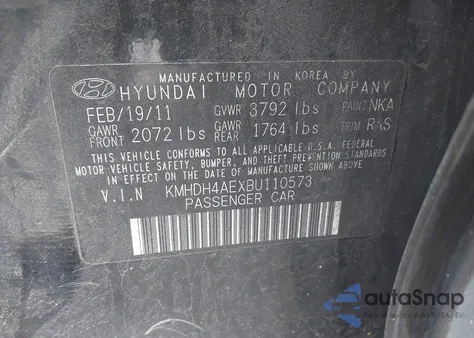 MANUFACTURED IN KOREA BY
HYUNDAI MOTOR COMPANY
FEB/19/11 GVWR 3792 lbs PAINT NKA
GAWR FRONT 2072 lbs GAWR REAR 1764 lbs TRIM RAS
THIS VEHICLE CONFORMS TO ALL APPLICABLE U.S.A. FEDERAL
MOTOR VEHICLE SAFETY, BUMPER, AND THEFT PREVENTION STANDARDS
IN EFFECT ON THE DATE OF MANUFACTURE SHOWN ABOVE.
V.I.N KMHDH4AEXBU110573
PASSENGER CAR
autaSnap